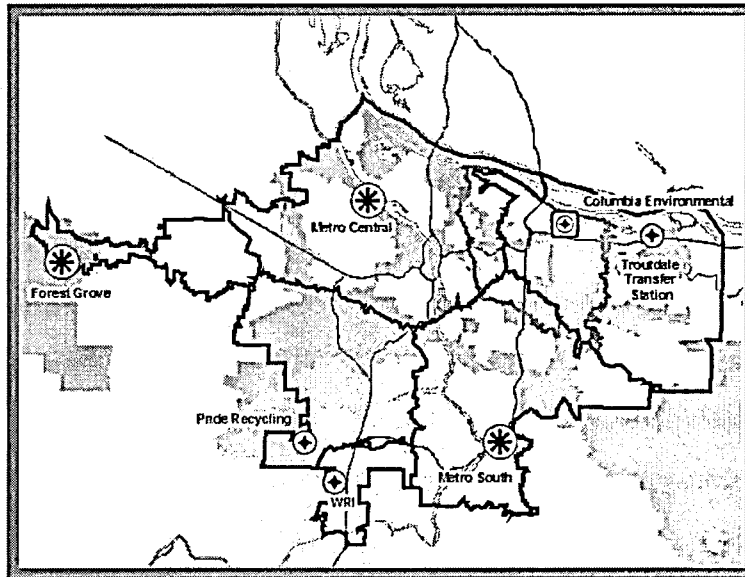 Columbia Environmental
Metro Central
Troutdale
Transfer
Station
Forest Grove
Pride Recycling
Metro South
WRI